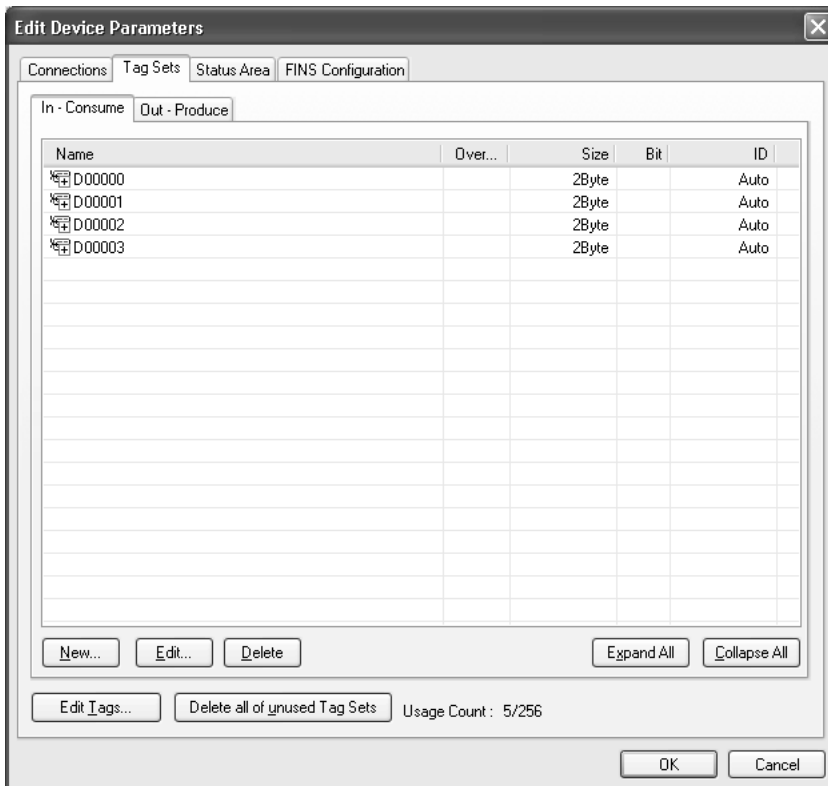 Edit Device Parameters
Connections Tag Sets Status Area FINS Configuration
In - Consume Out - Produce
Name Over... Size Bit ID
D00000 2Byte Auto
D00001 2Byte Auto
D00002 2Byte Auto
D00003 2Byte Auto
New... Edit... Delete Expand All Collapse All
Edit Tags... Delete all of unused Tag Sets Usage Count : 5/256
OK Cancel